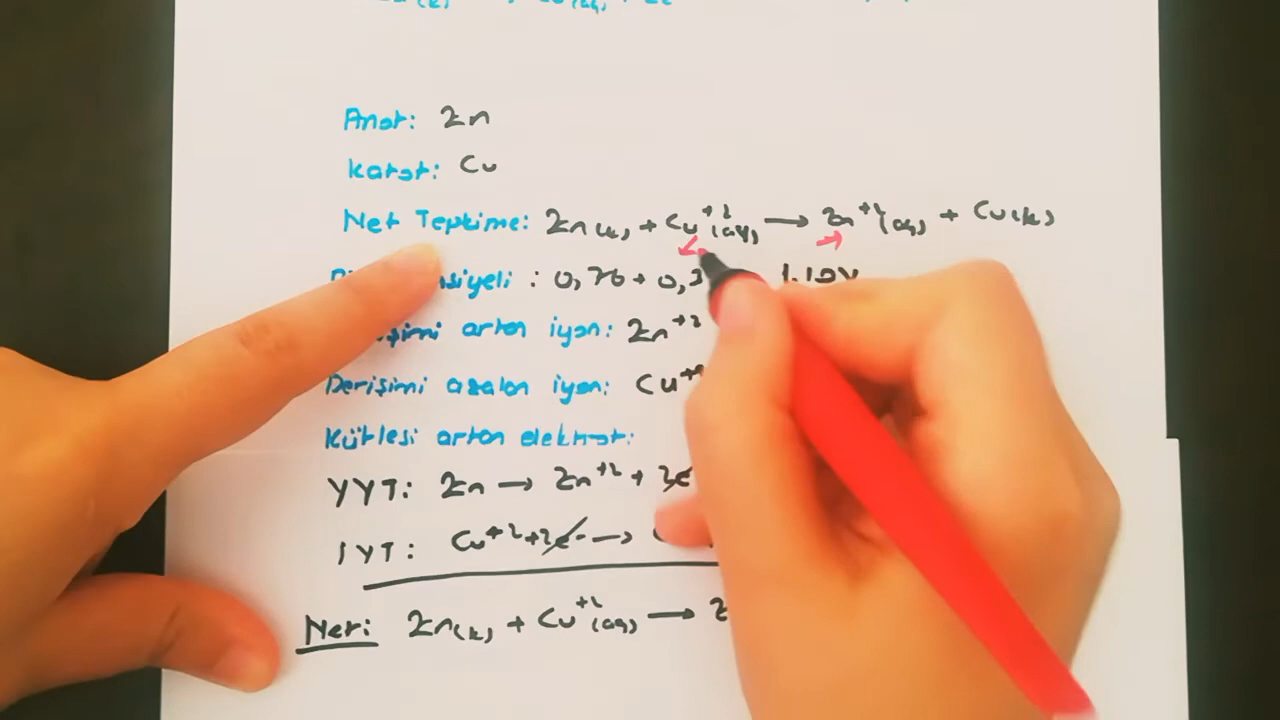 Anot: Zn
Katot: Cu
Net Tepkime: Zn(k) + Cu⁺²(aq) → Zn⁺²(aq) + Cu(k)
: 0,76 + 0,3 1.10V
arton iyon: Zn⁺²
Derişimi azalan iyon: Cu⁺
Kütlesi artan elektrot:
YYT: Zn → Zn⁺² + 2e
IYT: Cu⁺² + 2e⁻ →
Net: Zn(k) + Cu⁺²(aq) →